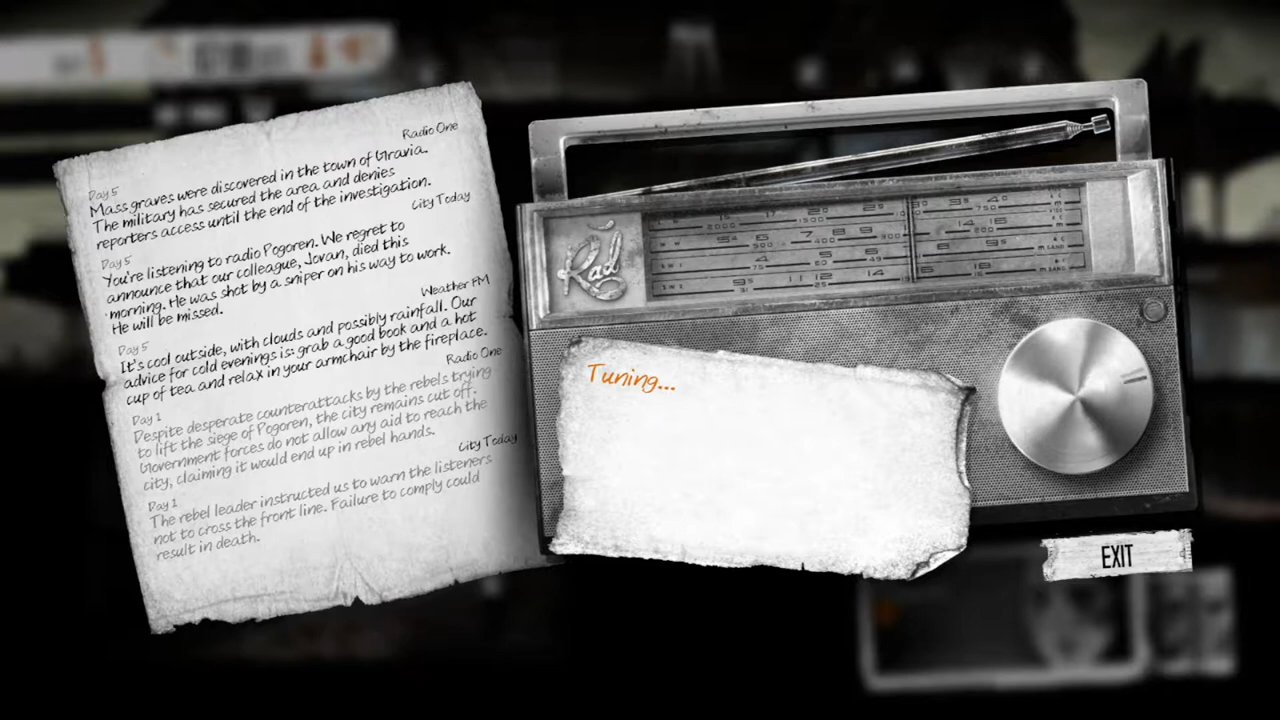 Radio One
Day 5
Mass graves were discovered in the town of Gravia.
The military has secured the area and denies
reporters access until the end of the investigation.
City Today
Day 5
You're listening to radio Pogoren. We regret to
announce that our colleague, Jovan, died this
morning. He was shot by a sniper on his way to work.
He will be missed.
Weather FM
Day 5
It's cool outside, with clouds and possibly rainfall. Our
advice for cold evenings is: grab a good book and a hot
cup of tea and relax in your armchair by the fireplace.
Radio One
Day 1
Despite desperate counterattacks by the rebels trying
to lift the siege of Pogoren, the city remains cut off.
Government forces do not allow any aid to reach the
city, claiming it would end up in rebel hands.
City Today
Day 1
The rebel leader instructed us to warn the listeners
not to cross the front line. Failure to comply could
result in death.
Rad
Tuning...
EXIT